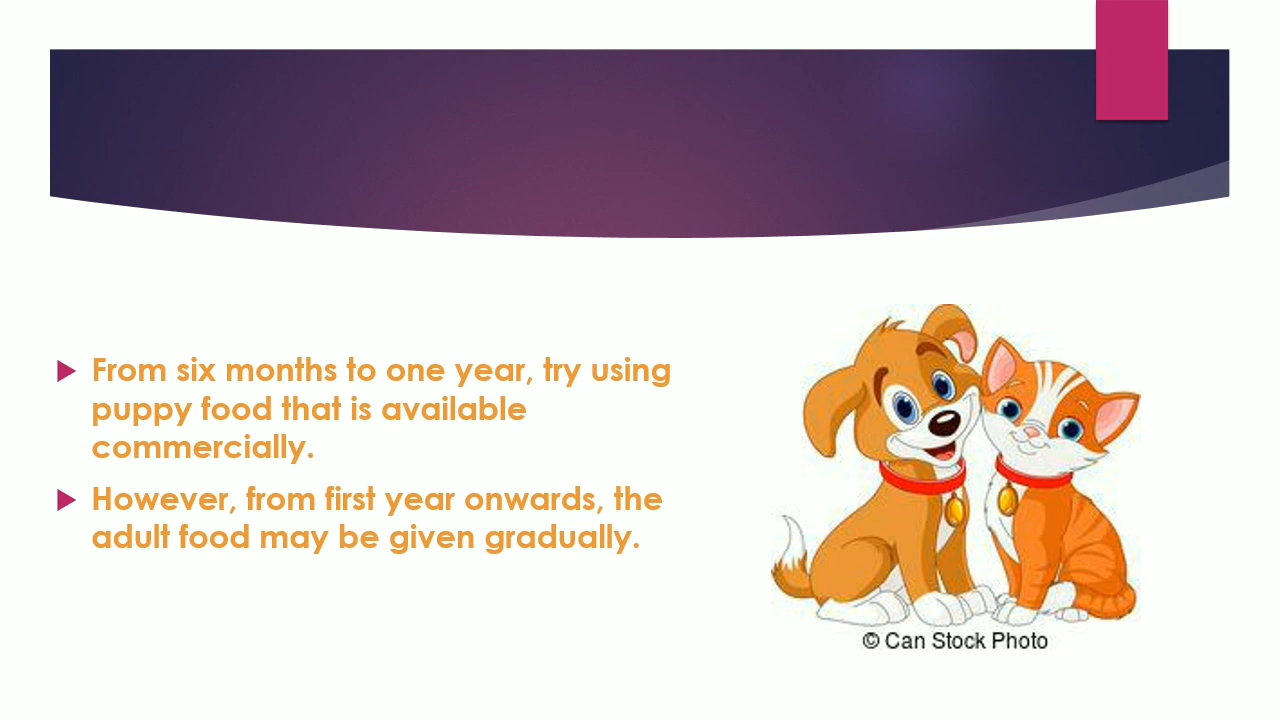 From six months to one year, try using
puppy food that is available
commercially.
However, from first year onwards, the
adult food may be given gradually.
© Can Stock Photo